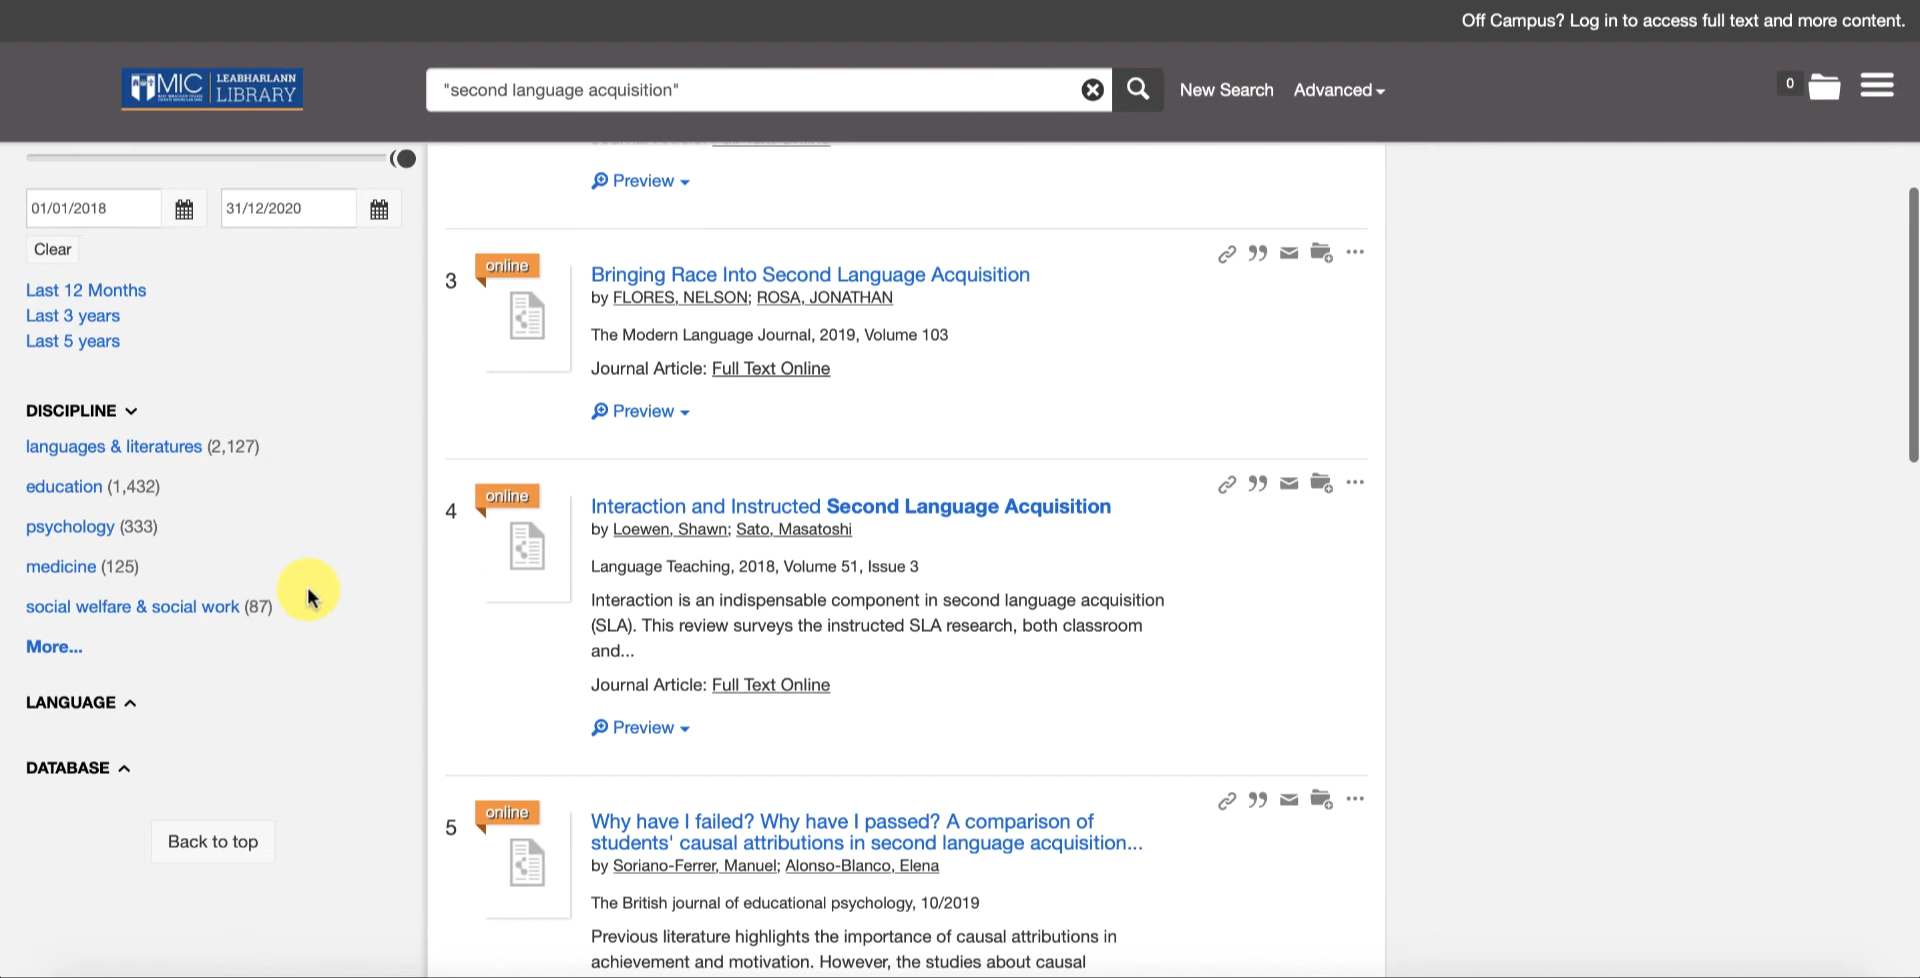 Off Campus? Log in to access full text and more content.
MIC LEABHARLANN LIBRARY
"second language acquisition"
New Search
Advanced
0
01/01/2018
31/12/2020
Clear
Last 12 Months
Last 3 years
Last 5 years
DISCIPLINE
languages & literatures (2,127)
education (1,432)
psychology (333)
medicine (125)
social welfare & social work (87)
More...
LANGUAGE
DATABASE
Back to top
Preview
3
online
Bringing Race Into Second Language Acquisition
by FLORES, NELSON; ROSA, JONATHAN
The Modern Language Journal, 2019, Volume 103
Journal Article: Full Text Online
Preview
4
online
Interaction and Instructed Second Language Acquisition
by Loewen, Shawn; Sato, Masatoshi
Language Teaching, 2018, Volume 51, Issue 3
Interaction is an indispensable component in second language acquisition
(SLA). This review surveys the instructed SLA research, both classroom
and...
Journal Article: Full Text Online
Preview
5
online
Why have I failed? Why have I passed? A comparison of
students' causal attributions in second language acquisition...
by Soriano-Ferrer, Manuel; Alonso-Blanco, Elena
The British journal of educational psychology, 10/2019
Previous literature highlights the importance of causal attributions in
achievement and motivation. However, the studies about causal